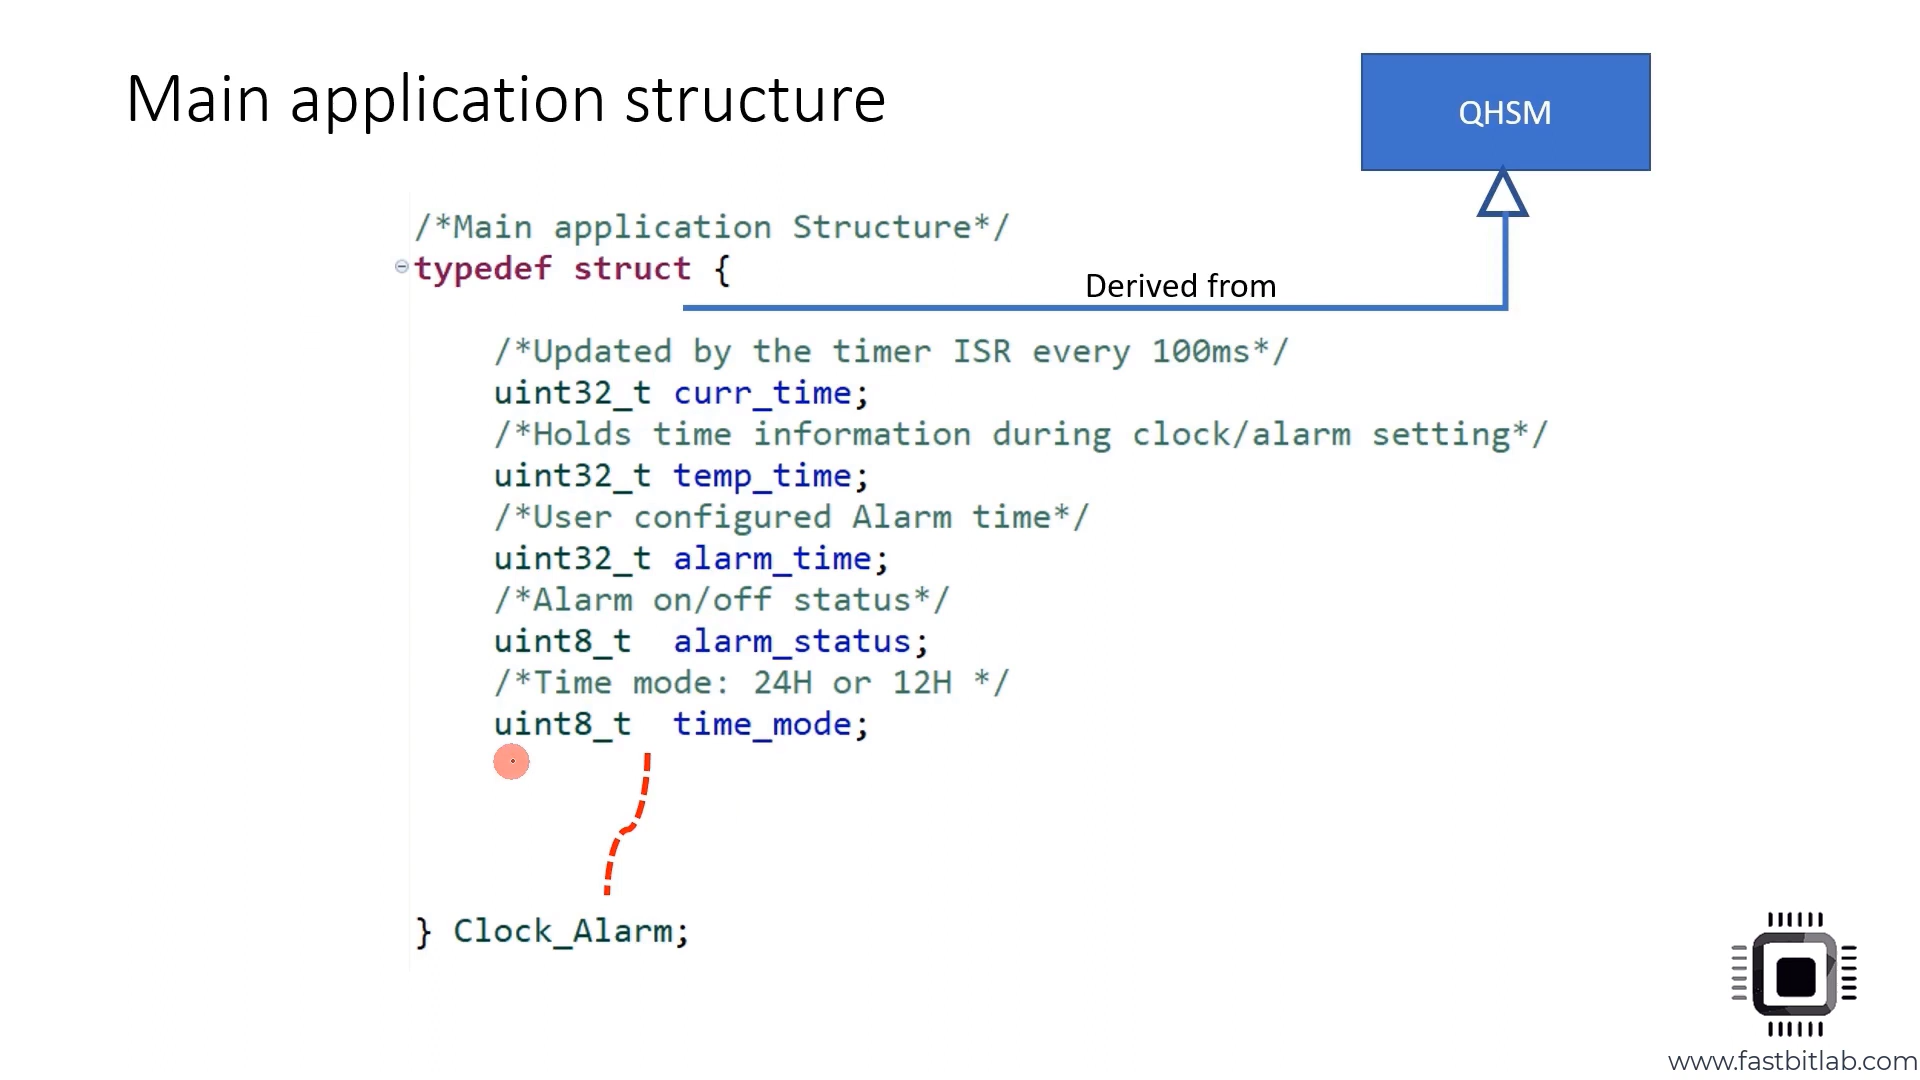 Main application structure
QHSM
/*Main application Structure*/
typedef struct {
Derived from
/*Updated by the timer ISR every 100ms*/
uint32_t curr_time;
/*Holds time information during clock/alarm setting*/
uint32_t temp_time;
/*User configured Alarm time*/
uint32_t alarm_time;
/*Alarm on/off status*/
uint8_t  alarm_status;
/*Time mode: 24H or 12H */
uint8_t  time_mode;
} Clock_Alarm;
www.fastbitlab.com